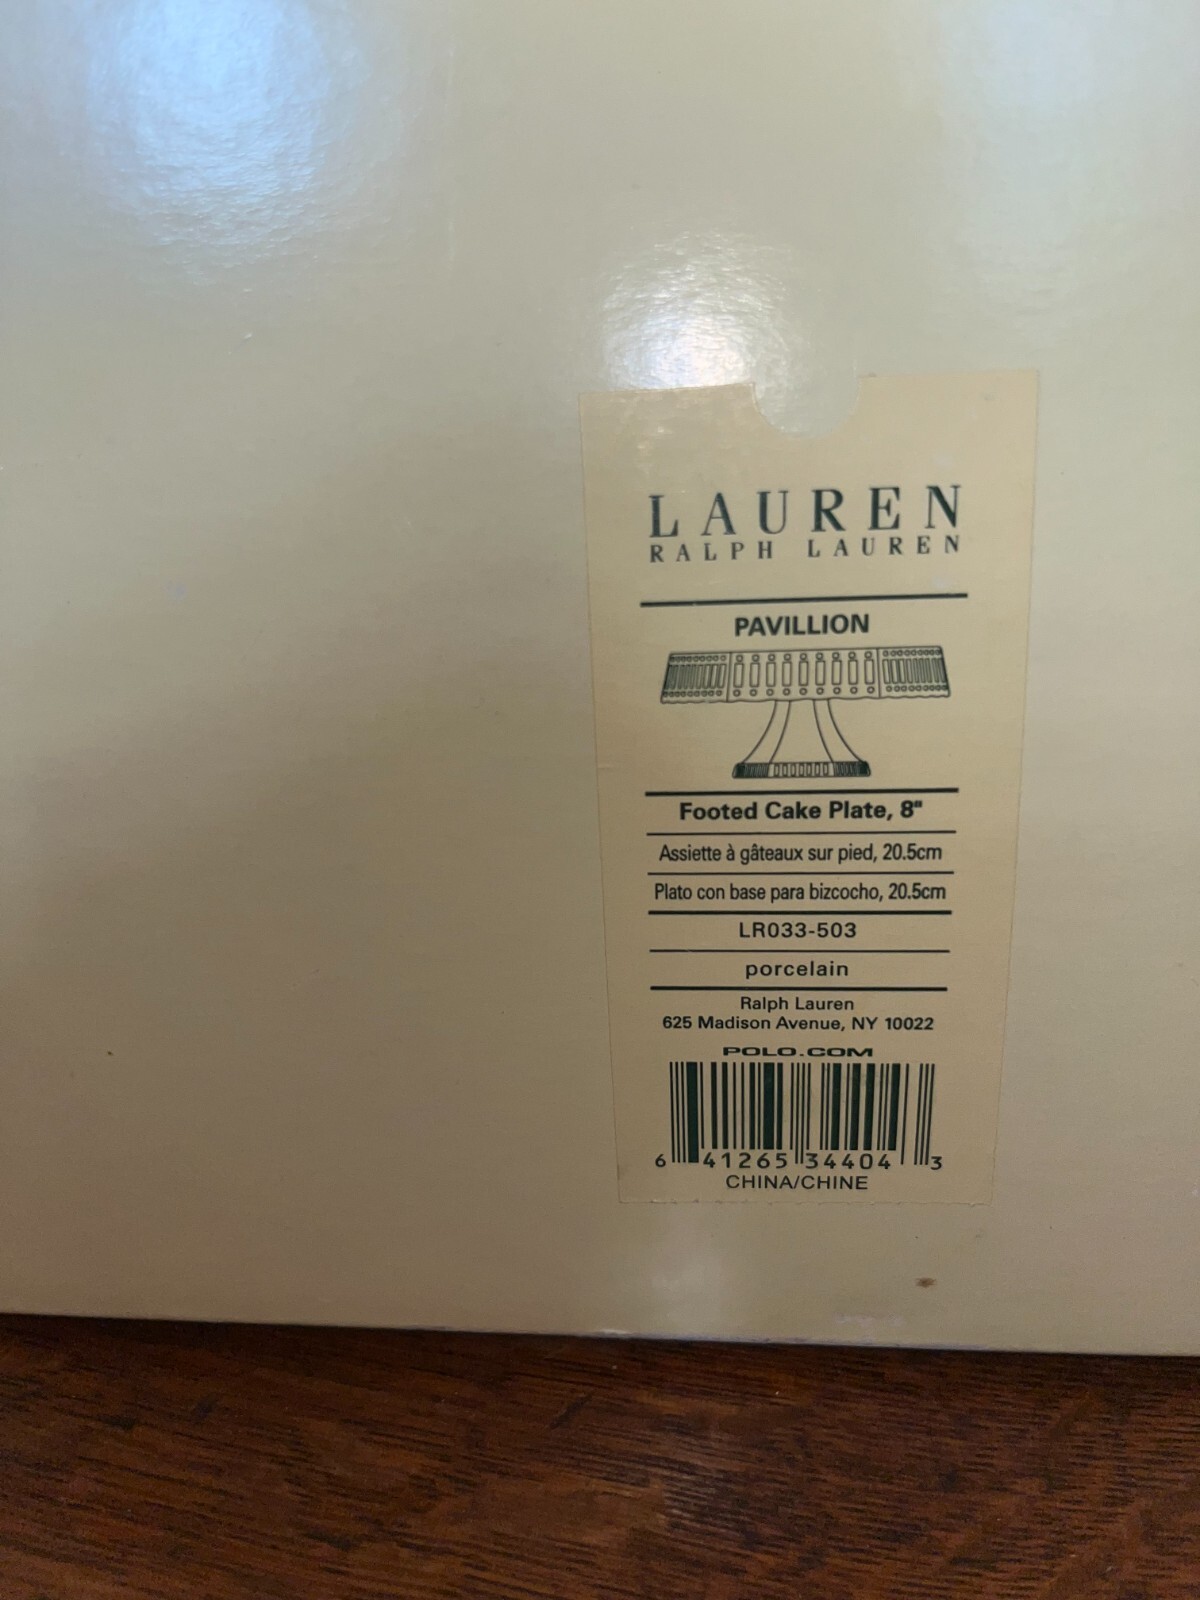 LAUREN
RALPH LAUREN
PAVILLION
Footed Cake Plate, 8"
Assiette à gâteaux sur pied, 20.5cm
Plato con base para bizcocho, 20.5cm
LR033-503
porcelain
Ralph Lauren
625 Madison Avenue, NY 10022
POLO.COM
6 41265 34404 3
CHINA/CHINE